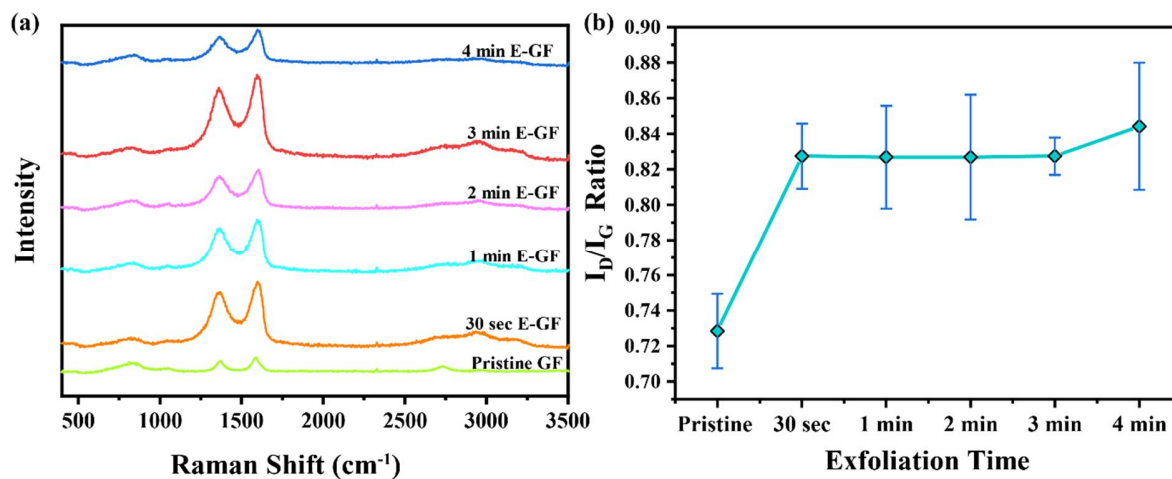 (a)
4 min E-GF
3 min E-GF
2 min E-GF
1 min E-GF
30 sec E-GF
Pristine GF
Intensity
500 1000 1500 2000 2500 3000 3500
Raman Shift (cm⁻¹)
(b)
0.90
0.88
0.86
0.84
0.82
0.80
0.78
0.76
0.74
0.72
0.70
I_D/I_G Ratio
Pristine 30 sec 1 min 2 min 3 min 4 min
Exfoliation Time